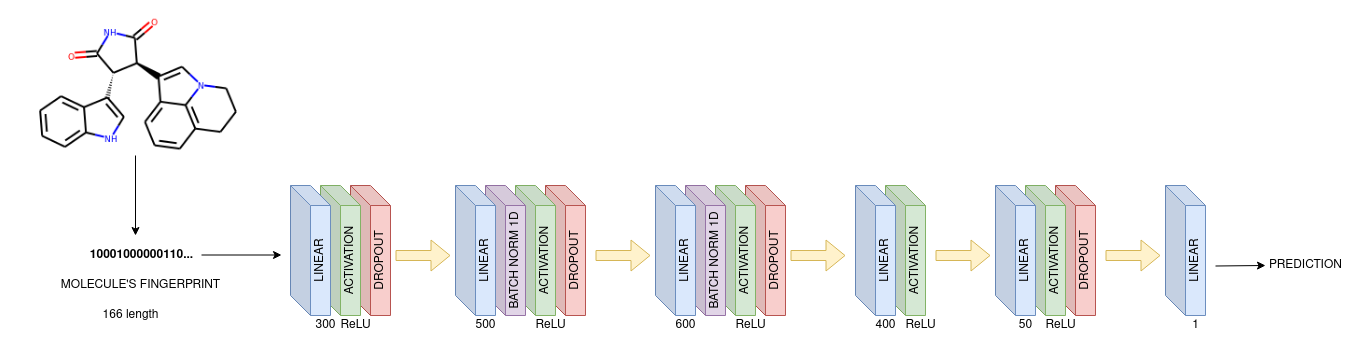 O
NH
O
N
NH
10001000000110...
MOLECULE'S FINGERPRINT
166 length
LINEAR
ACTIVATION
DROPOUT
300 ReLU
LINEAR
BATCH NORM 1D
ACTIVATION
DROPOUT
500 ReLU
LINEAR
BATCH NORM 1D
ACTIVATION
DROPOUT
600 ReLU
LINEAR
ACTIVATION
400 ReLU
LINEAR
ACTIVATION
DROPOUT
50 ReLU
LINEAR
1
PREDICTION